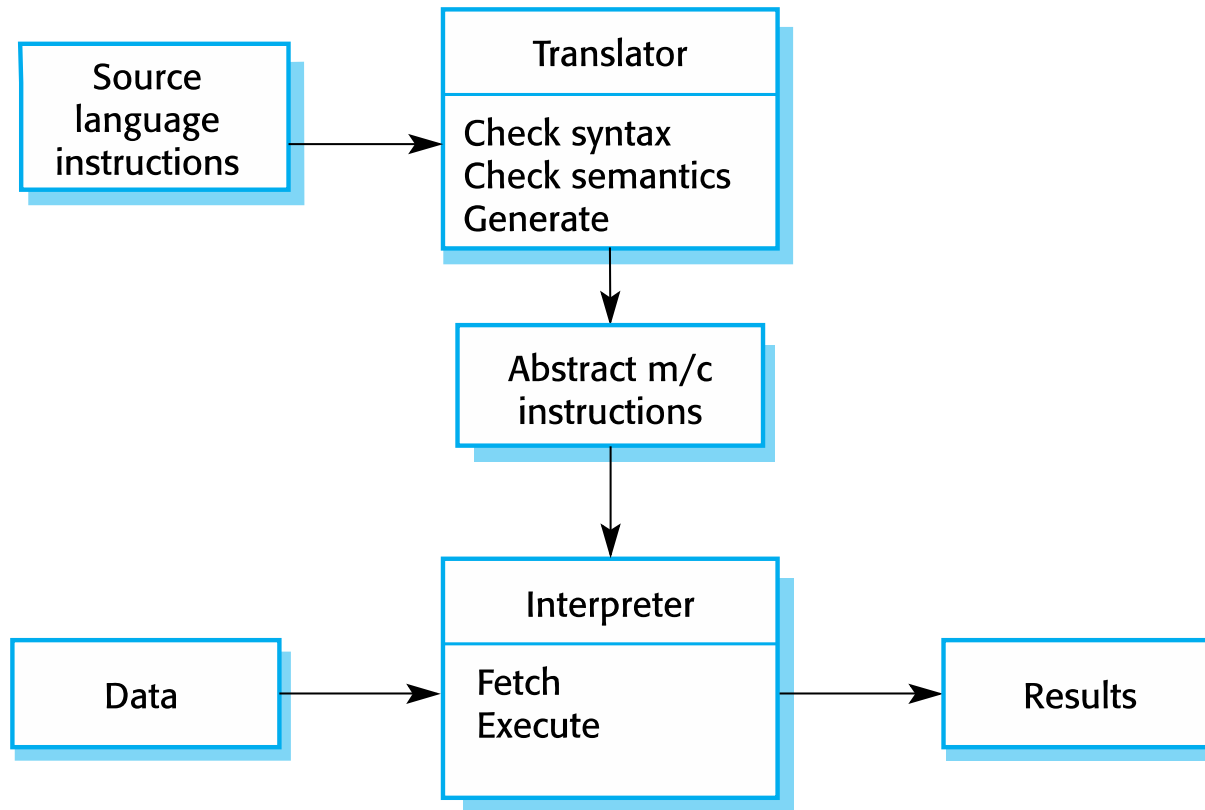 Source
language
instructions
Translator
Check syntax
Check semantics
Generate
Abstract m/c
instructions
Interpreter
Fetch
Execute
Data
Results